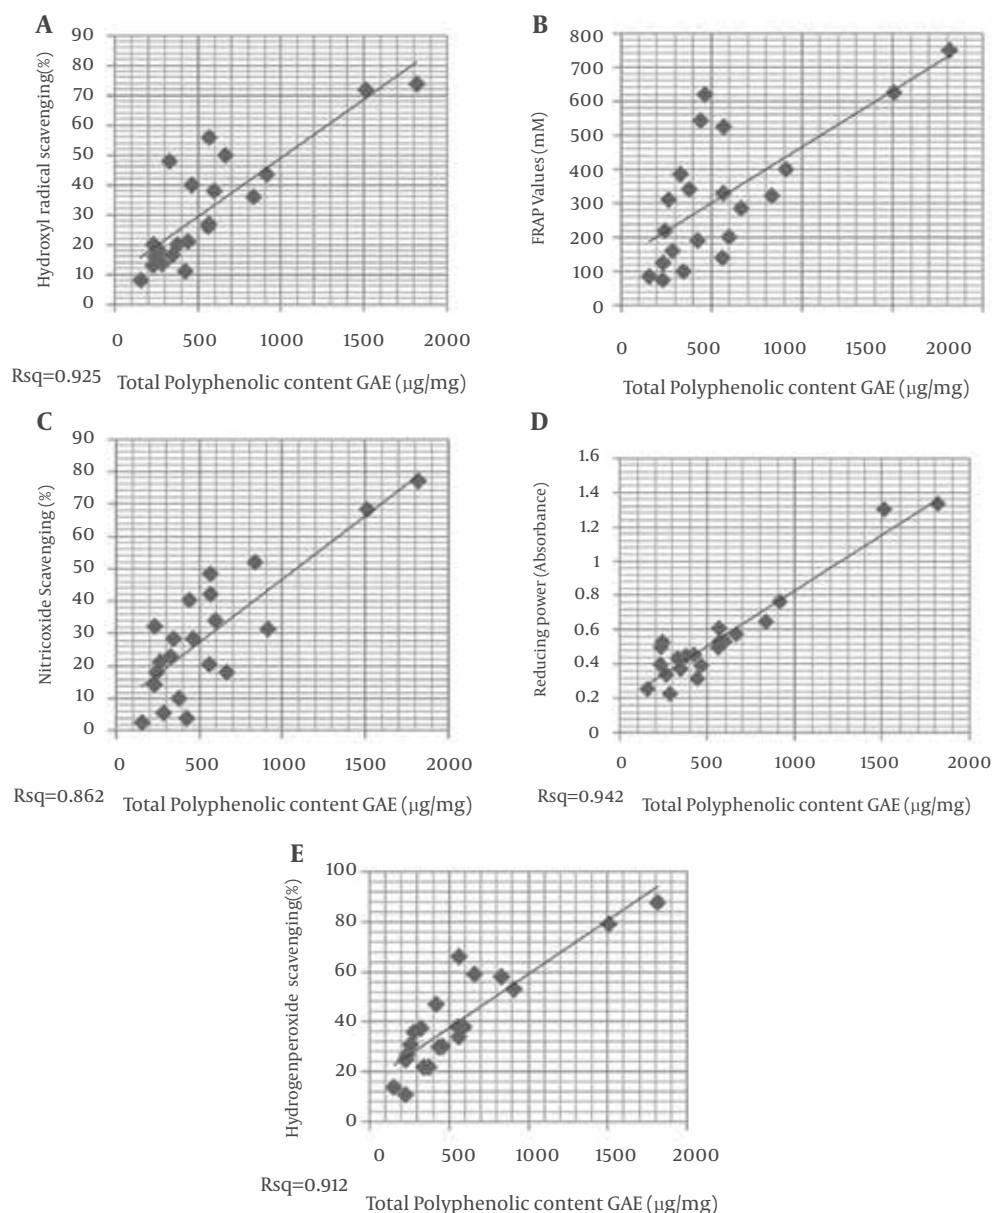 A
Hydroxyl radical scavenging(%)
90
80
70
60
50
40
30
20
10
0
0 500 1000 1500 2000
Rsq=0.925 Total Polyphenolic content GAE (μg/mg)
B
FRAP Values (mM)
800
700
600
500
400
300
200
100
0
0 500 1000 1500 2000
Total Polyphenolic content GAE (μg/mg)
C
Nitricoxide Scavenging (%)
90
80
70
60
50
40
30
20
10
0
0 500 1000 1500 2000
Rsq=0.862 Total Polyphenolic content GAE (μg/mg)
D
Reducing power (Absorbance)
1.6
1.4
1.2
1
0.8
0.6
0.4
0.2
0
0 500 1000 1500 2000
Rsq=0.942 Total Polyphenolic content GAE (μg/mg)
E
Hydrogenperoxide scavenging(%)
100
80
60
40
20
0
0 500 1000 1500 2000
Rsq=0.912 Total Polyphenolic content GAE (μg/mg)